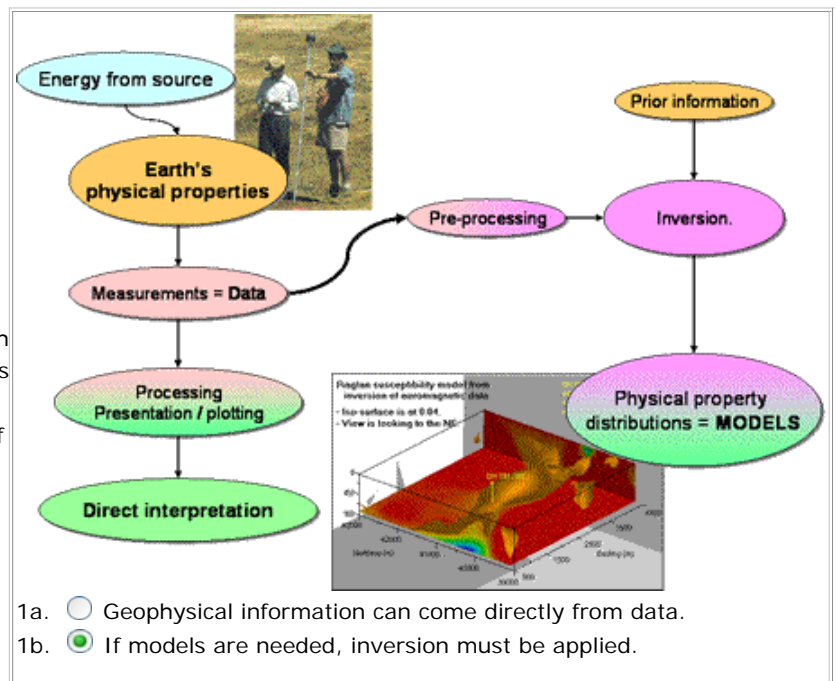 Energy from source
Earth's
physical properties
Measurements = Data
Processing
Presentation / plotting.
Direct interpretation
Pre-processing
Prior information
Inversion.
Physical property
distributions = MODELS
Raglan susceptibility model from
inversion of aeromagnetic data
- Iso-surface is at 0.04.
- View is looking to the NE.
1a. Geophysical information can come directly from data.
1b. If models are needed, inversion must be applied.